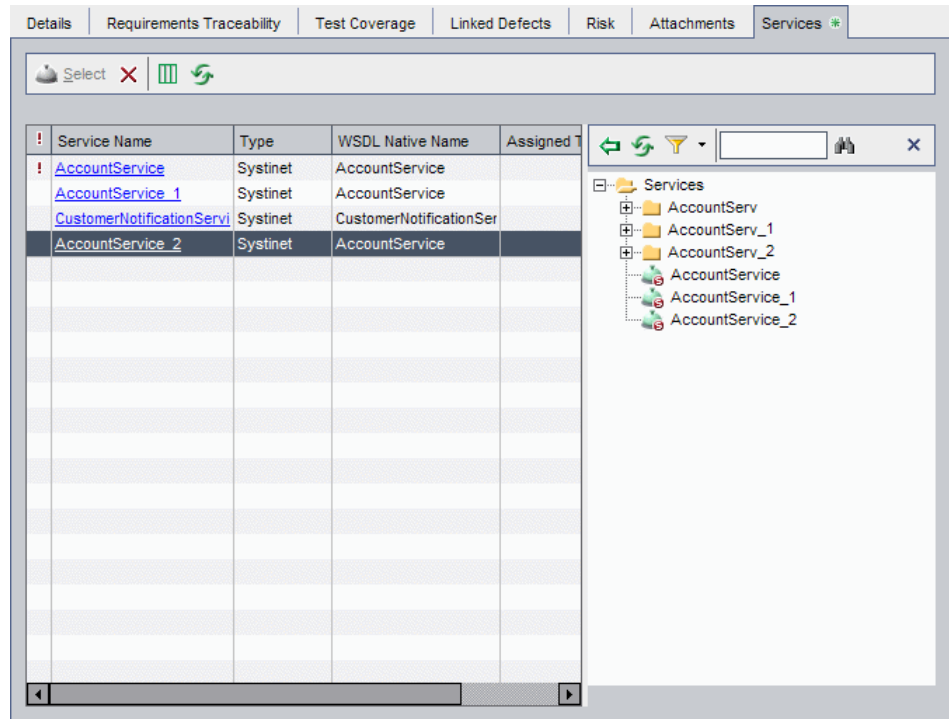 Details Requirements Traceability Test Coverage Linked Defects Risk Attachments Services
Select
! Service Name Type WSDL Native Name Assigned T
! AccountService Systinet AccountService
AccountService_1 Systinet AccountService
CustomerNotificationServi Systinet CustomerNotificationSer
AccountService_2 Systinet AccountService
Services
AccountServ
AccountServ_1
AccountServ_2
AccountService
AccountService_1
AccountService_2